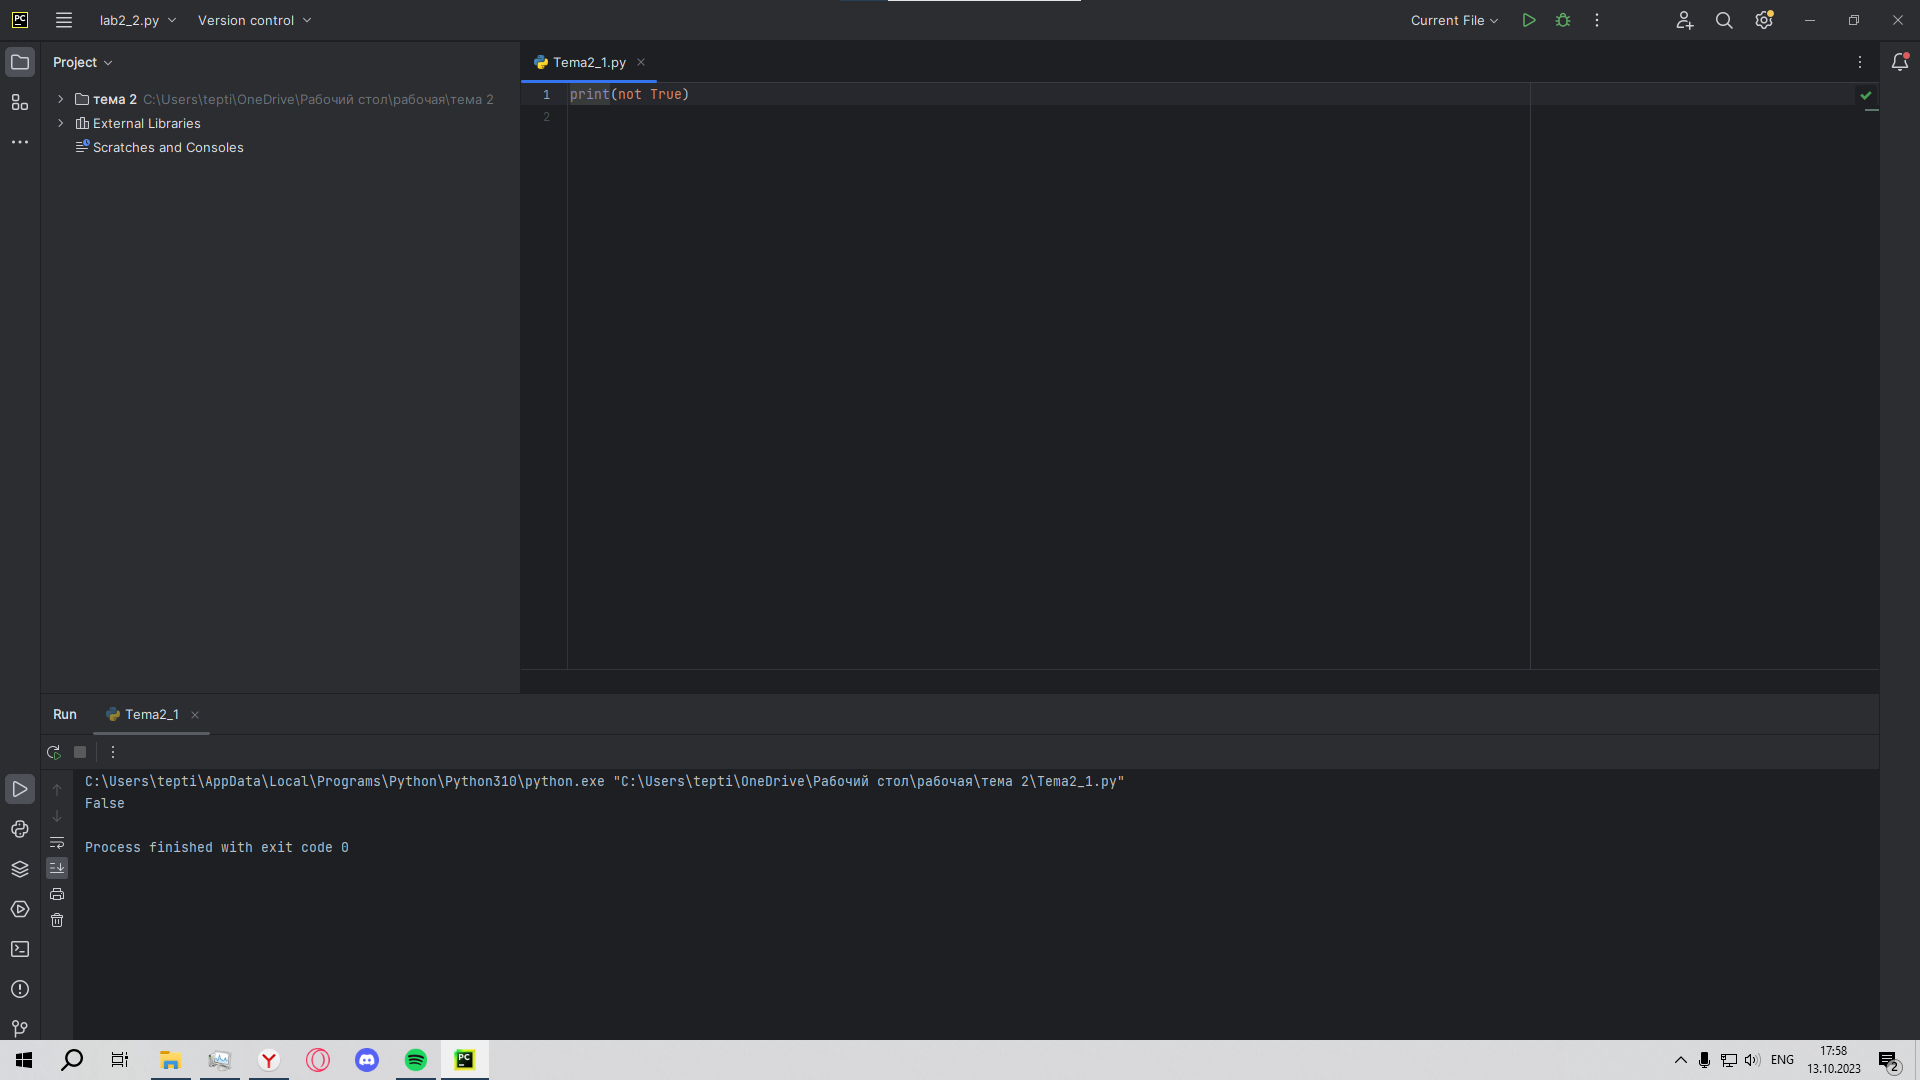 PC lab2_2.py Version control Current File
Project
Tema2_1.py
тема 2 C:\Users\tepti\OneDrive\Рабочий стол\рабочая\тема 2
External Libraries
Scratches and Consoles
1 print(not True)
2
Run Tema2_1
C:\Users\tepti\AppData\Local\Programs\Python\Python310\python.exe "C:\Users\tepti\OneDrive\Рабочий стол\рабочая\тема 2\Tema2_1.py"
False
Process finished with exit code 0
PC
ENG
17:58
13.10.2023
2